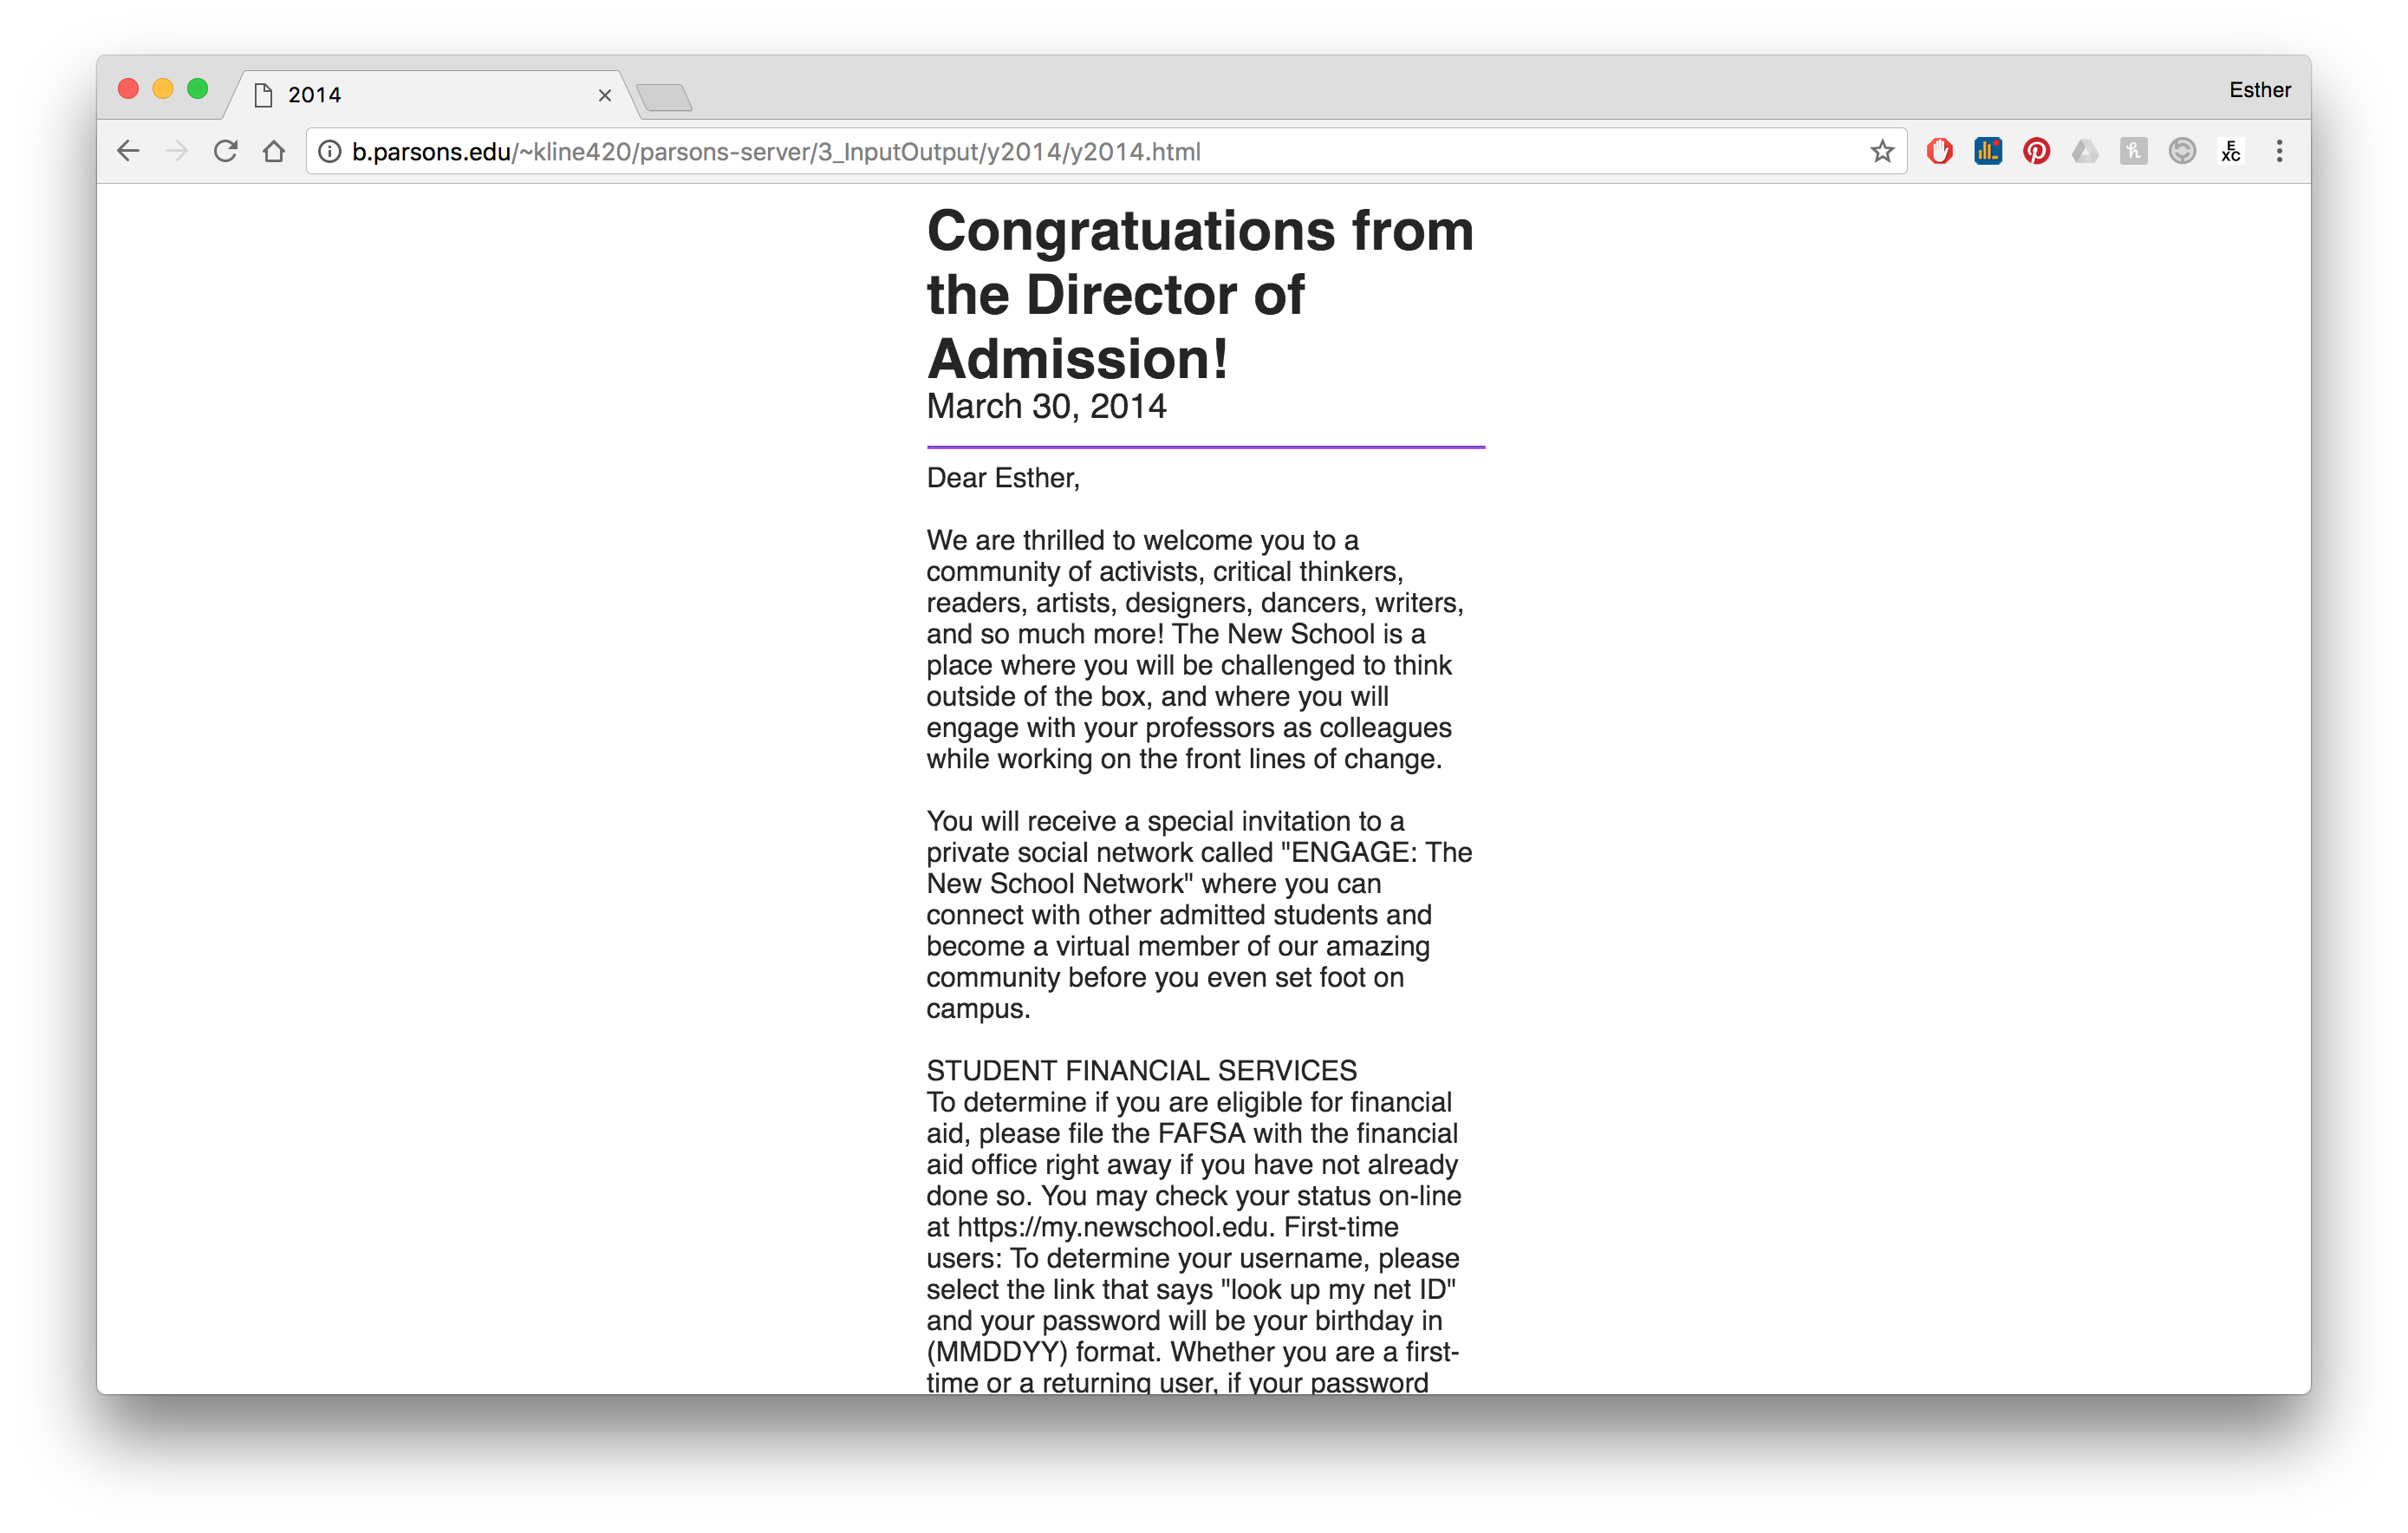 2014
Esther
b.parsons.edu/~kline420/parsons-server/3_InputOutput/y2014/y2014.html
E
XC
Congratuations from
the Director of
Admission!
March 30, 2014
Dear Esther,
We are thrilled to welcome you to a
community of activists, critical thinkers,
readers, artists, designers, dancers, writers,
and so much more! The New School is a
place where you will be challenged to think
outside of the box, and where you will
engage with your professors as colleagues
while working on the front lines of change.
You will receive a special invitation to a
private social network called "ENGAGE: The
New School Network" where you can
connect with other admitted students and
become a virtual member of our amazing
community before you even set foot on
campus.
STUDENT FINANCIAL SERVICES
To determine if you are eligible for financial
aid, please file the FAFSA with the financial
aid office right away if you have not already
done so. You may check your status on-line
at https://my.newschool.edu. First-time
users: To determine your username, please
select the link that says "look up my net ID"
and your password will be your birthday in
(MMDDYY) format. Whether you are a first-
time or a returning user, if your password